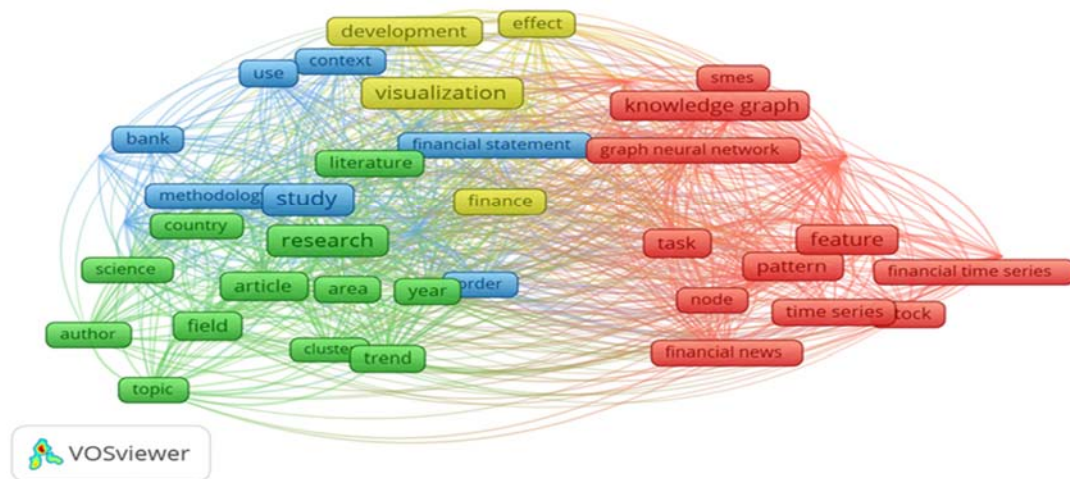 development
effect
context
use
smes
visualization
knowledge graph
bank
financial statement
graph neural network
literature
methodology
study
finance
country
research
task
feature
science
pattern
financial time series
article
area
year
order
node
time series
tock
author
field
cluster
trend
financial news
topic
VOSviewer